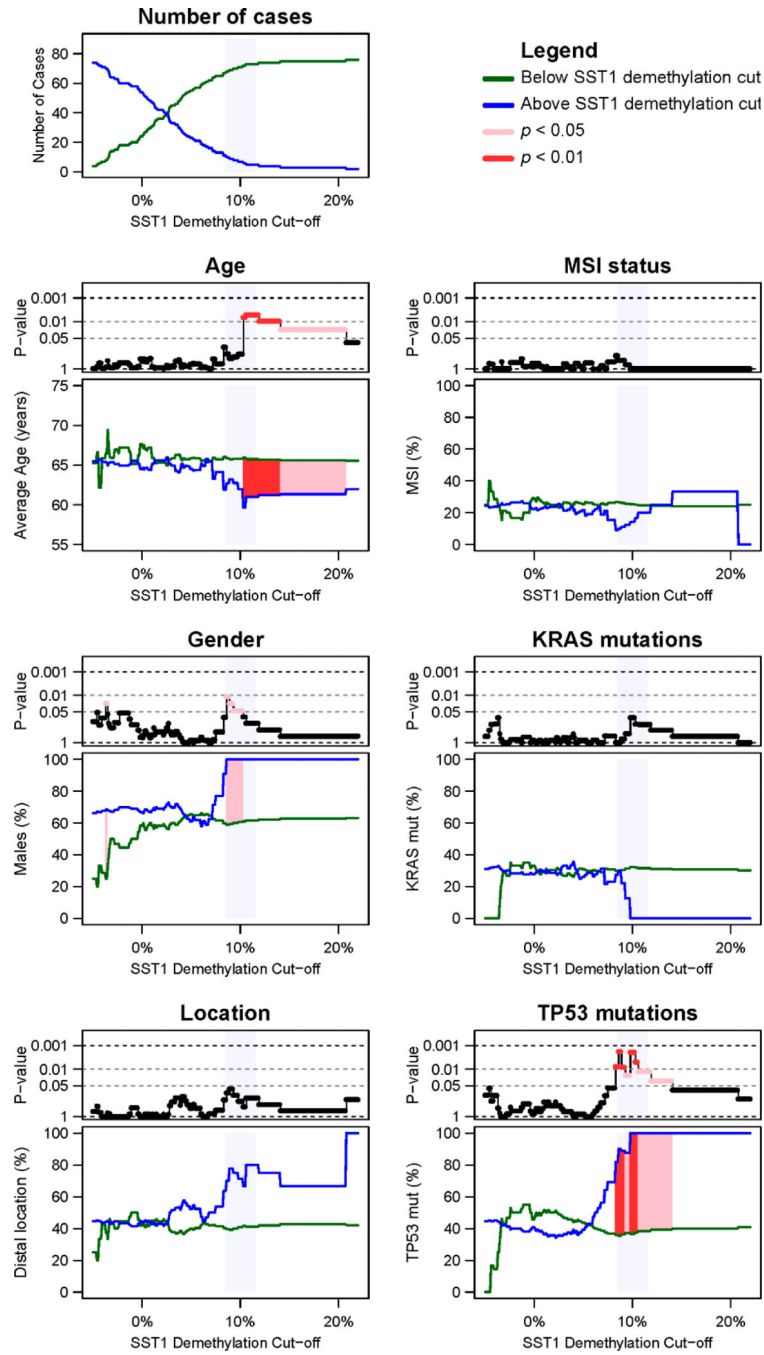 Number of cases
Number of Cases
80
60
40
20
0
0% 10% 20%
SST1 Demethylation Cut-off
Legend
Below SST1 demethylation cut
Above SST1 demethylation cut
p < 0.05
p < 0.01
Age
P-value
0.001
0.01
0.05
1
Average Age (years)
75
70
65
60
55
0% 10% 20%
SST1 Demethylation Cut-off
MSI status
P-value
0.001
0.01
0.05
1
MSI (%)
100
80
60
40
20
0
0% 10% 20%
SST1 Demethylation Cut-off
Gender
P-value
0.001
0.01
0.05
1
Males (%)
100
80
60
40
20
0
0% 10% 20%
SST1 Demethylation Cut-off
KRAS mutations
P-value
0.001
0.01
0.05
1
KRAS mut (%)
100
80
60
40
20
0
0% 10% 20%
SST1 Demethylation Cut-off
Location
P-value
0.001
0.01
0.05
1
Distal location (%)
100
80
60
40
20
0
0% 10% 20%
SST1 Demethylation Cut-off
TP53 mutations
P-value
0.001
0.01
0.05
1
TP53 mut (%)
100
80
60
40
20
0
0% 10% 20%
SST1 Demethylation Cut-off